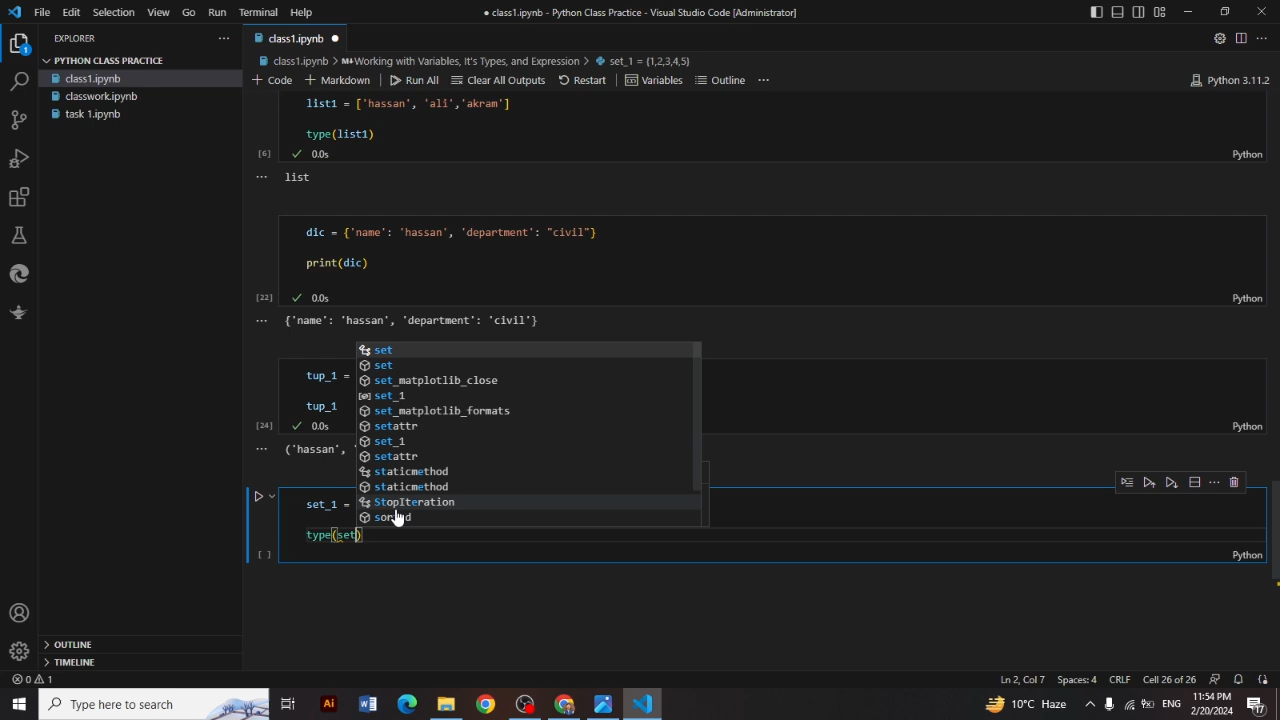 File Edit Selection View Go Run Terminal Help
● class1.ipynb - Python Class Practice - Visual Studio Code [Administrator]
EXPLORER
class1.ipynb
PYTHON CLASS PRACTICE
class1.ipynb
classwork.ipynb
task 1.ipynb
class1.ipynb > M↓Working with Variables, It's Types, and Expression > set_1 = {1,2,3,4,5}
+ Code + Markdown Run All Clear All Outputs Restart Variables Outline ··· Python 3.11.2
list1 = ['hassan', 'ali','akram']
type(list1)
[6] 0.0s Python
list
dic = {'name': 'hassan', 'department': "civil"}
print(dic)
[22] 0.0s Python
{'name': 'hassan', 'department': 'civil'}
tup_1 =
tup_1
[24] 0.0s Python
('hassan',
set
set
set_matplotlib_close
set_1
set_matplotlib_formats
setattr
set_1
setattr
staticmethod
staticmethod
StopIteration
set_1 =
type(set)
[ ] Python
OUTLINE
TIMELINE
0 1 Ln 2, Col 7 Spaces: 4 CRLF Cell 26 of 26
Type here to search
Ai
10°C Haze
ENG
11:54 PM
2/20/2024
17